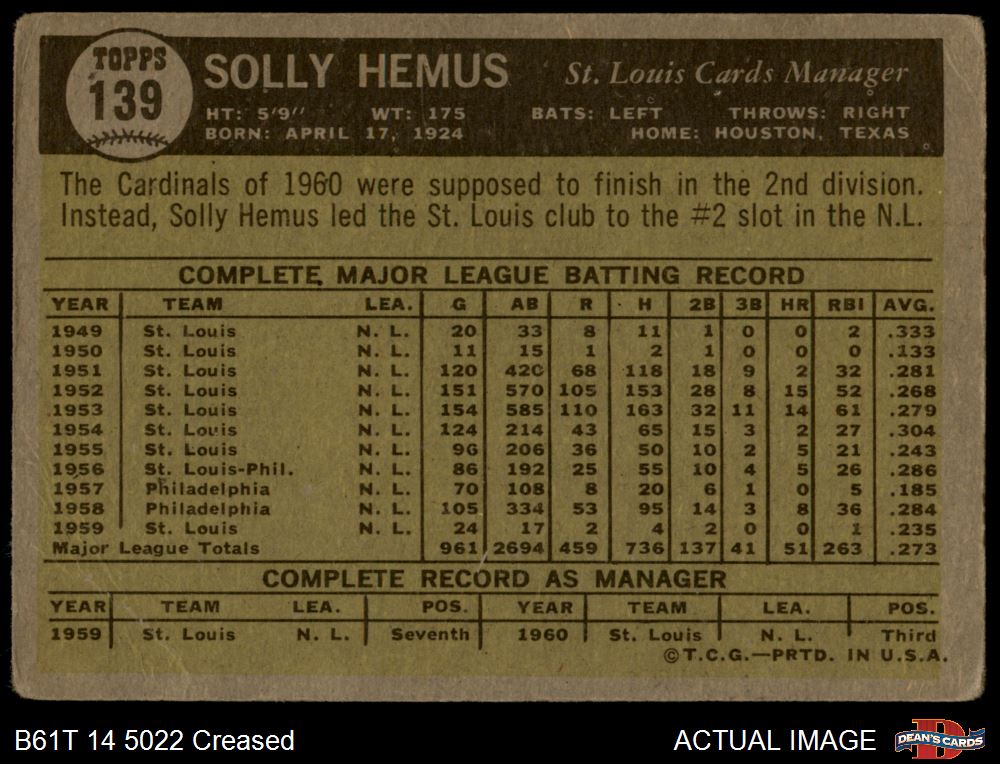 TOPPS
139
SOLLY HEMUS St. Louis Cards Manager
HT: 5'9" WT: 175 BATS: LEFT THROWS: RIGHT
BORN: APRIL 17, 1924 HOME: HOUSTON, TEXAS
The Cardinals of 1960 were supposed to finish in the 2nd division.
Instead, Solly Hemus led the St. Louis club to the #2 slot in the N.L.
COMPLETE MAJOR LEAGUE BATTING RECORD
YEAR TEAM LEA. G AB R H 2B 3B HR RBI AVG.
1949 St. Louis N. L. 20 33 8 11 1 0 0 2 .333
1950 St. Louis N. L. 11 15 1 2 1 0 0 0 .133
1951 St. Louis N. L. 120 420 68 118 18 9 2 32 .281
1952 St. Louis N. L. 151 570 105 153 28 8 15 52 .268
1953 St. Louis N. L. 154 585 110 163 32 11 14 61 .279
1954 St. Louis N. L. 124 214 43 65 15 3 2 27 .304
1955 St. Louis N. L. 96 206 36 50 10 2 5 21 .243
1956 St. Louis-Phil. N. L. 86 192 25 55 10 4 5 26 .286
1957 Philadelphia N. L. 70 108 8 20 6 1 0 5 .185
1958 Philadelphia N. L. 105 334 53 95 14 3 8 36 .284
1959 St. Louis N. L. 24 17 2 4 2 0 0 1 .235
Major League Totals 961 2694 459 736 137 41 51 263 .273
COMPLETE RECORD AS MANAGER
YEAR TEAM LEA. POS. YEAR TEAM LEA. POS.
1959 St. Louis N. L. Seventh 1960 St. Louis N. L. Third
©T.C.G.—PRTD. IN U.S.A.
B61T 14 5022 Creased ACTUAL IMAGE DEAN'S CARDS